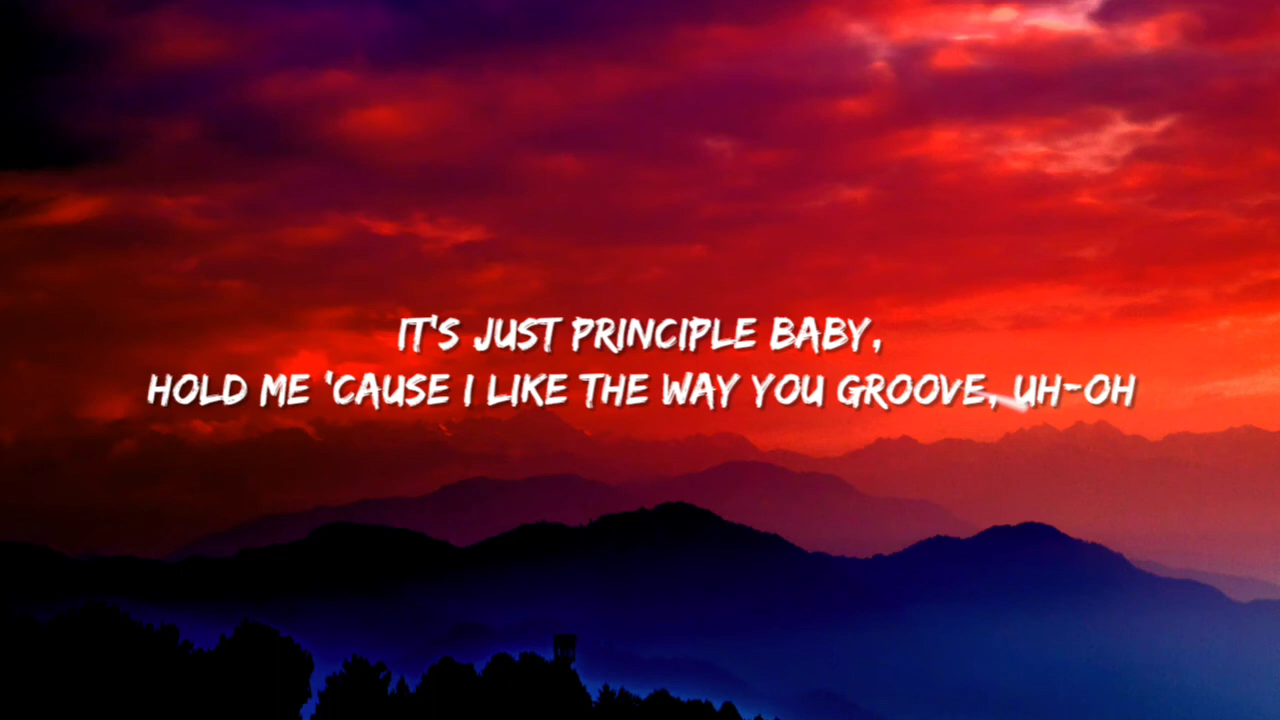 IT'S JUST PRINCIPLE BABY,
HOLD ME 'CAUSE I LIKE THE WAY YOU GROOVE, UH-OH